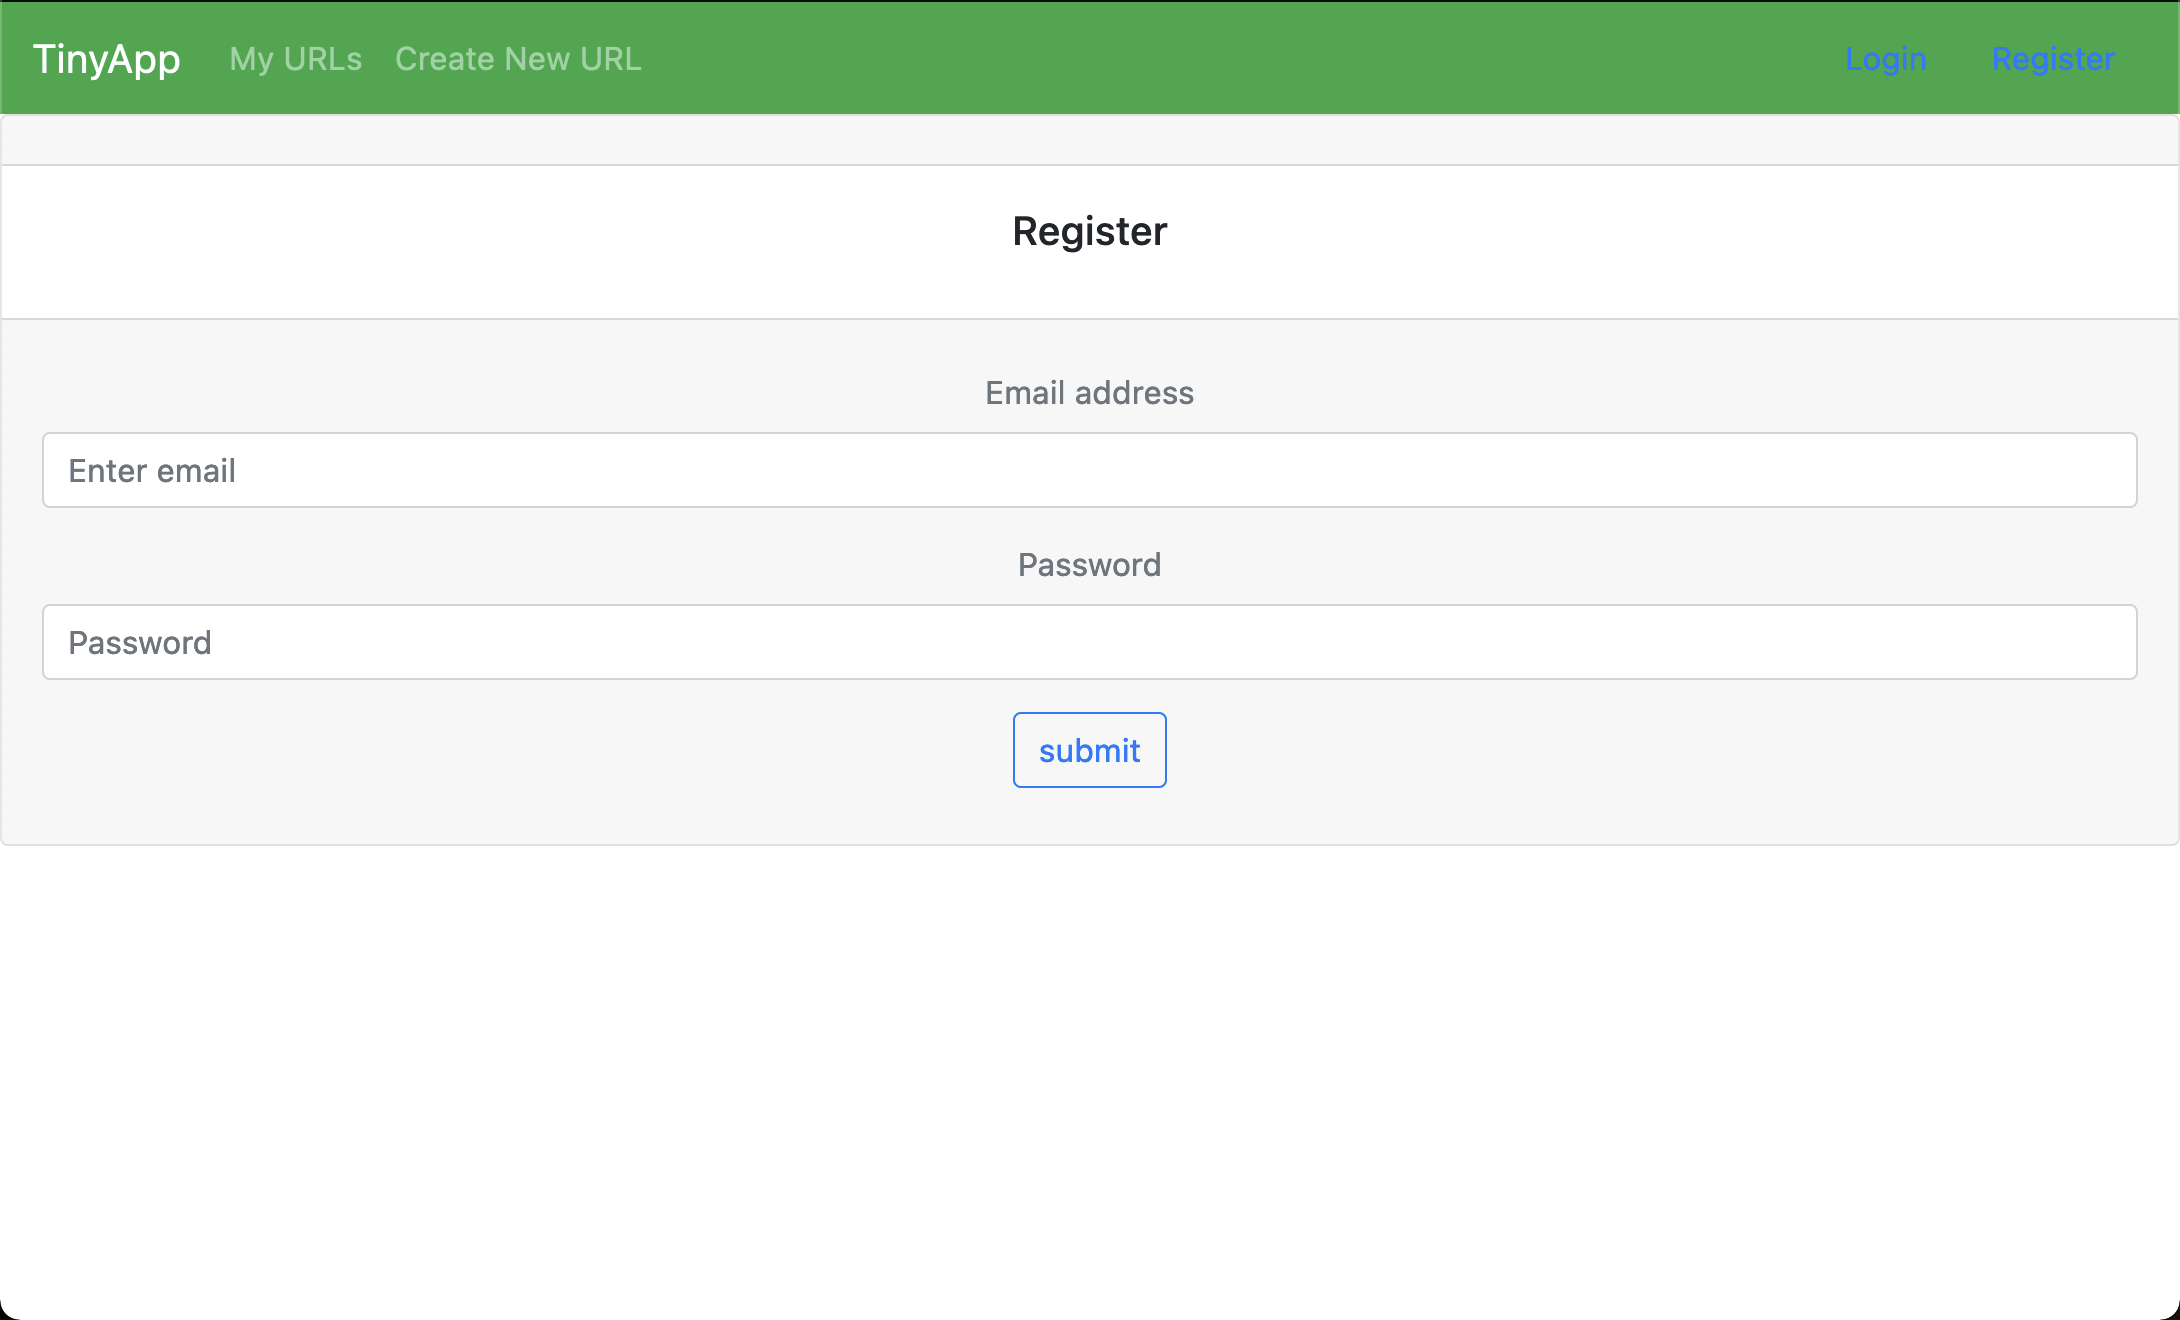 TinyApp My URLs Create New URL Login Register
Register
Email address
Enter email
Password
Password
submit